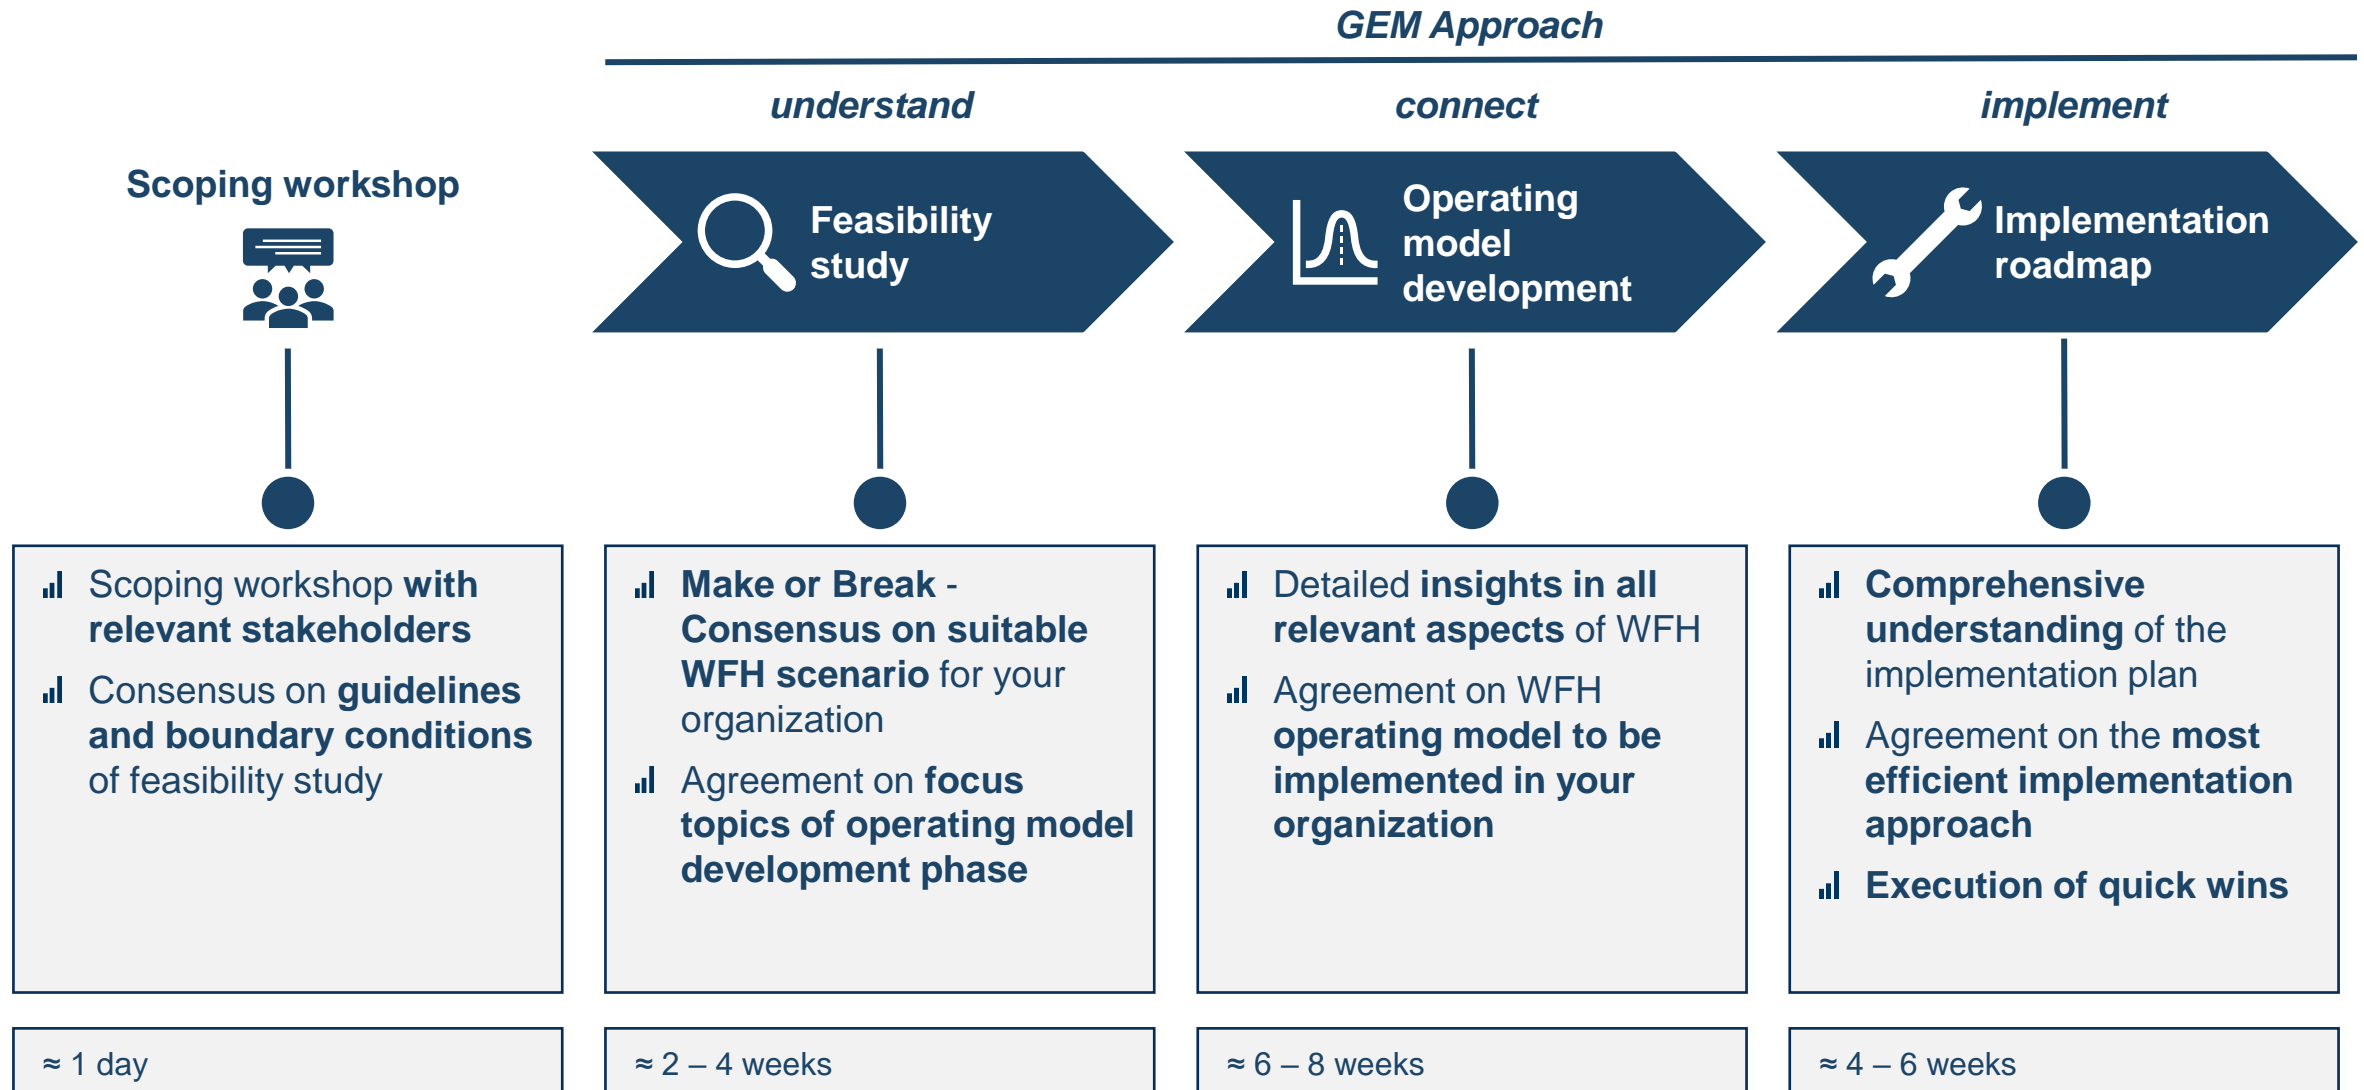 GEM Approach
understand
connect
implement
Scoping workshop
Feasibility
study
Operating
model
development
Implementation
roadmap
Scoping workshop with
relevant stakeholders
Consensus on guidelines
and boundary conditions
of feasibility study
Make or Break -
Consensus on suitable
WFH scenario for your
organization
Agreement on focus
topics of operating model
development phase
Detailed insights in all
relevant aspects of WFH
Agreement on WFH
operating model to be
implemented in your
organization
Comprehensive
understanding of the
implementation plan
Agreement on the most
efficient implementation
approach
Execution of quick wins
≈ 1 day
≈ 2 – 4 weeks
≈ 6 – 8 weeks
≈ 4 – 6 weeks